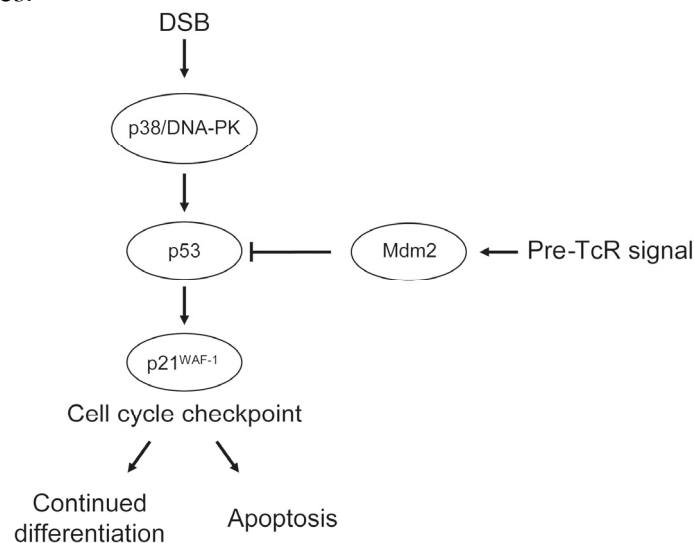 DSB
p38/DNA-PK
p53
Mdm2
Pre-TcR signal
p21WAF-1
Cell cycle checkpoint
Continued
differentiation
Apoptosis